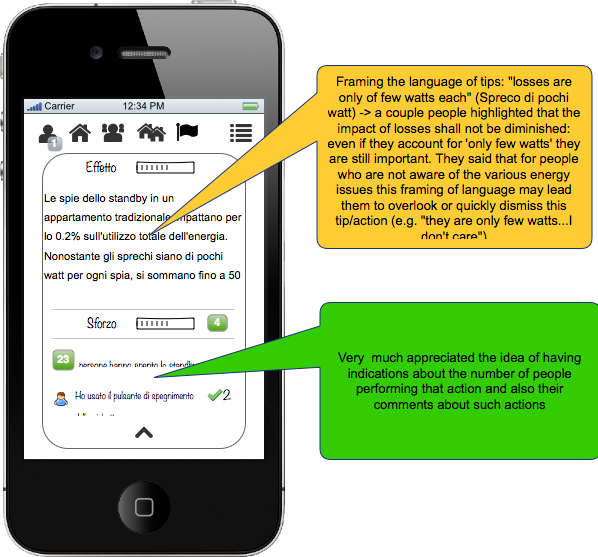 Carrier 12:34 PM
1
Effetto
Le spie dello standby in un
appartamento tradizionale impattano per
lo 0.2% sull'utilizzo totale dell'energia.
Nonostante gli sprechi siano di pochi
watt per ogni spia, si sommano fino a 50
Sforzo 4
23 persone hanno spento lo standby
Ho usato il pulsante di spegnimento 2
Framing the language of tips: "losses are
only of few watts each" (Spreco di pochi
watt) -> a couple people highlighted that the
impact of losses shall not be diminished:
even if they account for 'only few watts' they
are still important. They said that for people
who are not aware of the various energy
issues this framing of language may lead
them to overlook or quickly dismiss this
tip/action (e.g. "they are only few watts...I
don't care")
Very much appreciated the idea of having
indications about the number of people
performing that action and also their
comments about such actions